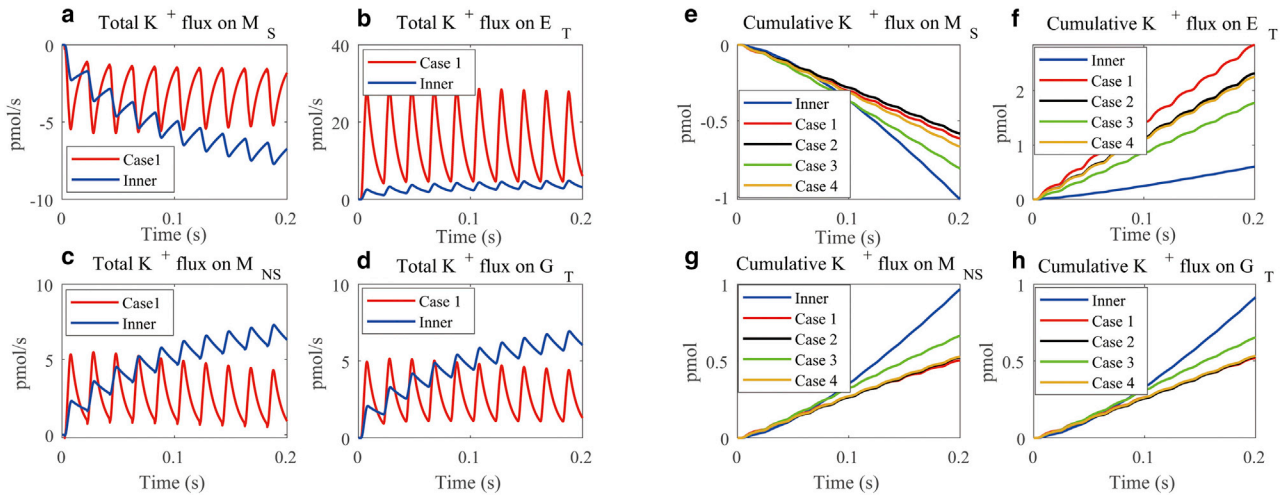 a Total K + flux on M S
pmol/s
0
-5
-10
Case1
Inner
0 0.1 0.2
Time (s)
b Total K + flux on E T
40
20
0
Case 1
Inner
0 0.1 0.2
Time (s)
c Total K + flux on M NS
pmol/s
10
5
0
Case1
Inner
0 0.1 0.2
Time (s)
d Total K + flux on G T
10
5
0
Case 1
Inner
0 0.1 0.2
Time (s)
e Cumulative K + flux on M S
pmol
0
-0.5
-1
Inner
Case 1
Case 2
Case 3
Case 4
0 0.1 0.2
Time (s)
f Cumulative K + flux on E T
pmol
2
1
0
Inner
Case 1
Case 2
Case 3
Case 4
0 0.1 0.2
Time (s)
g Cumulative K + flux on M NS
pmol
1
0.5
0
Inner
Case 1
Case 2
Case 3
Case 4
0 0.1 0.2
Time (s)
h Cumulative K + flux on G T
pmol
1
0.5
0
Inner
Case 1
Case 2
Case 3
Case 4
0 0.1 0.2
Time (s)